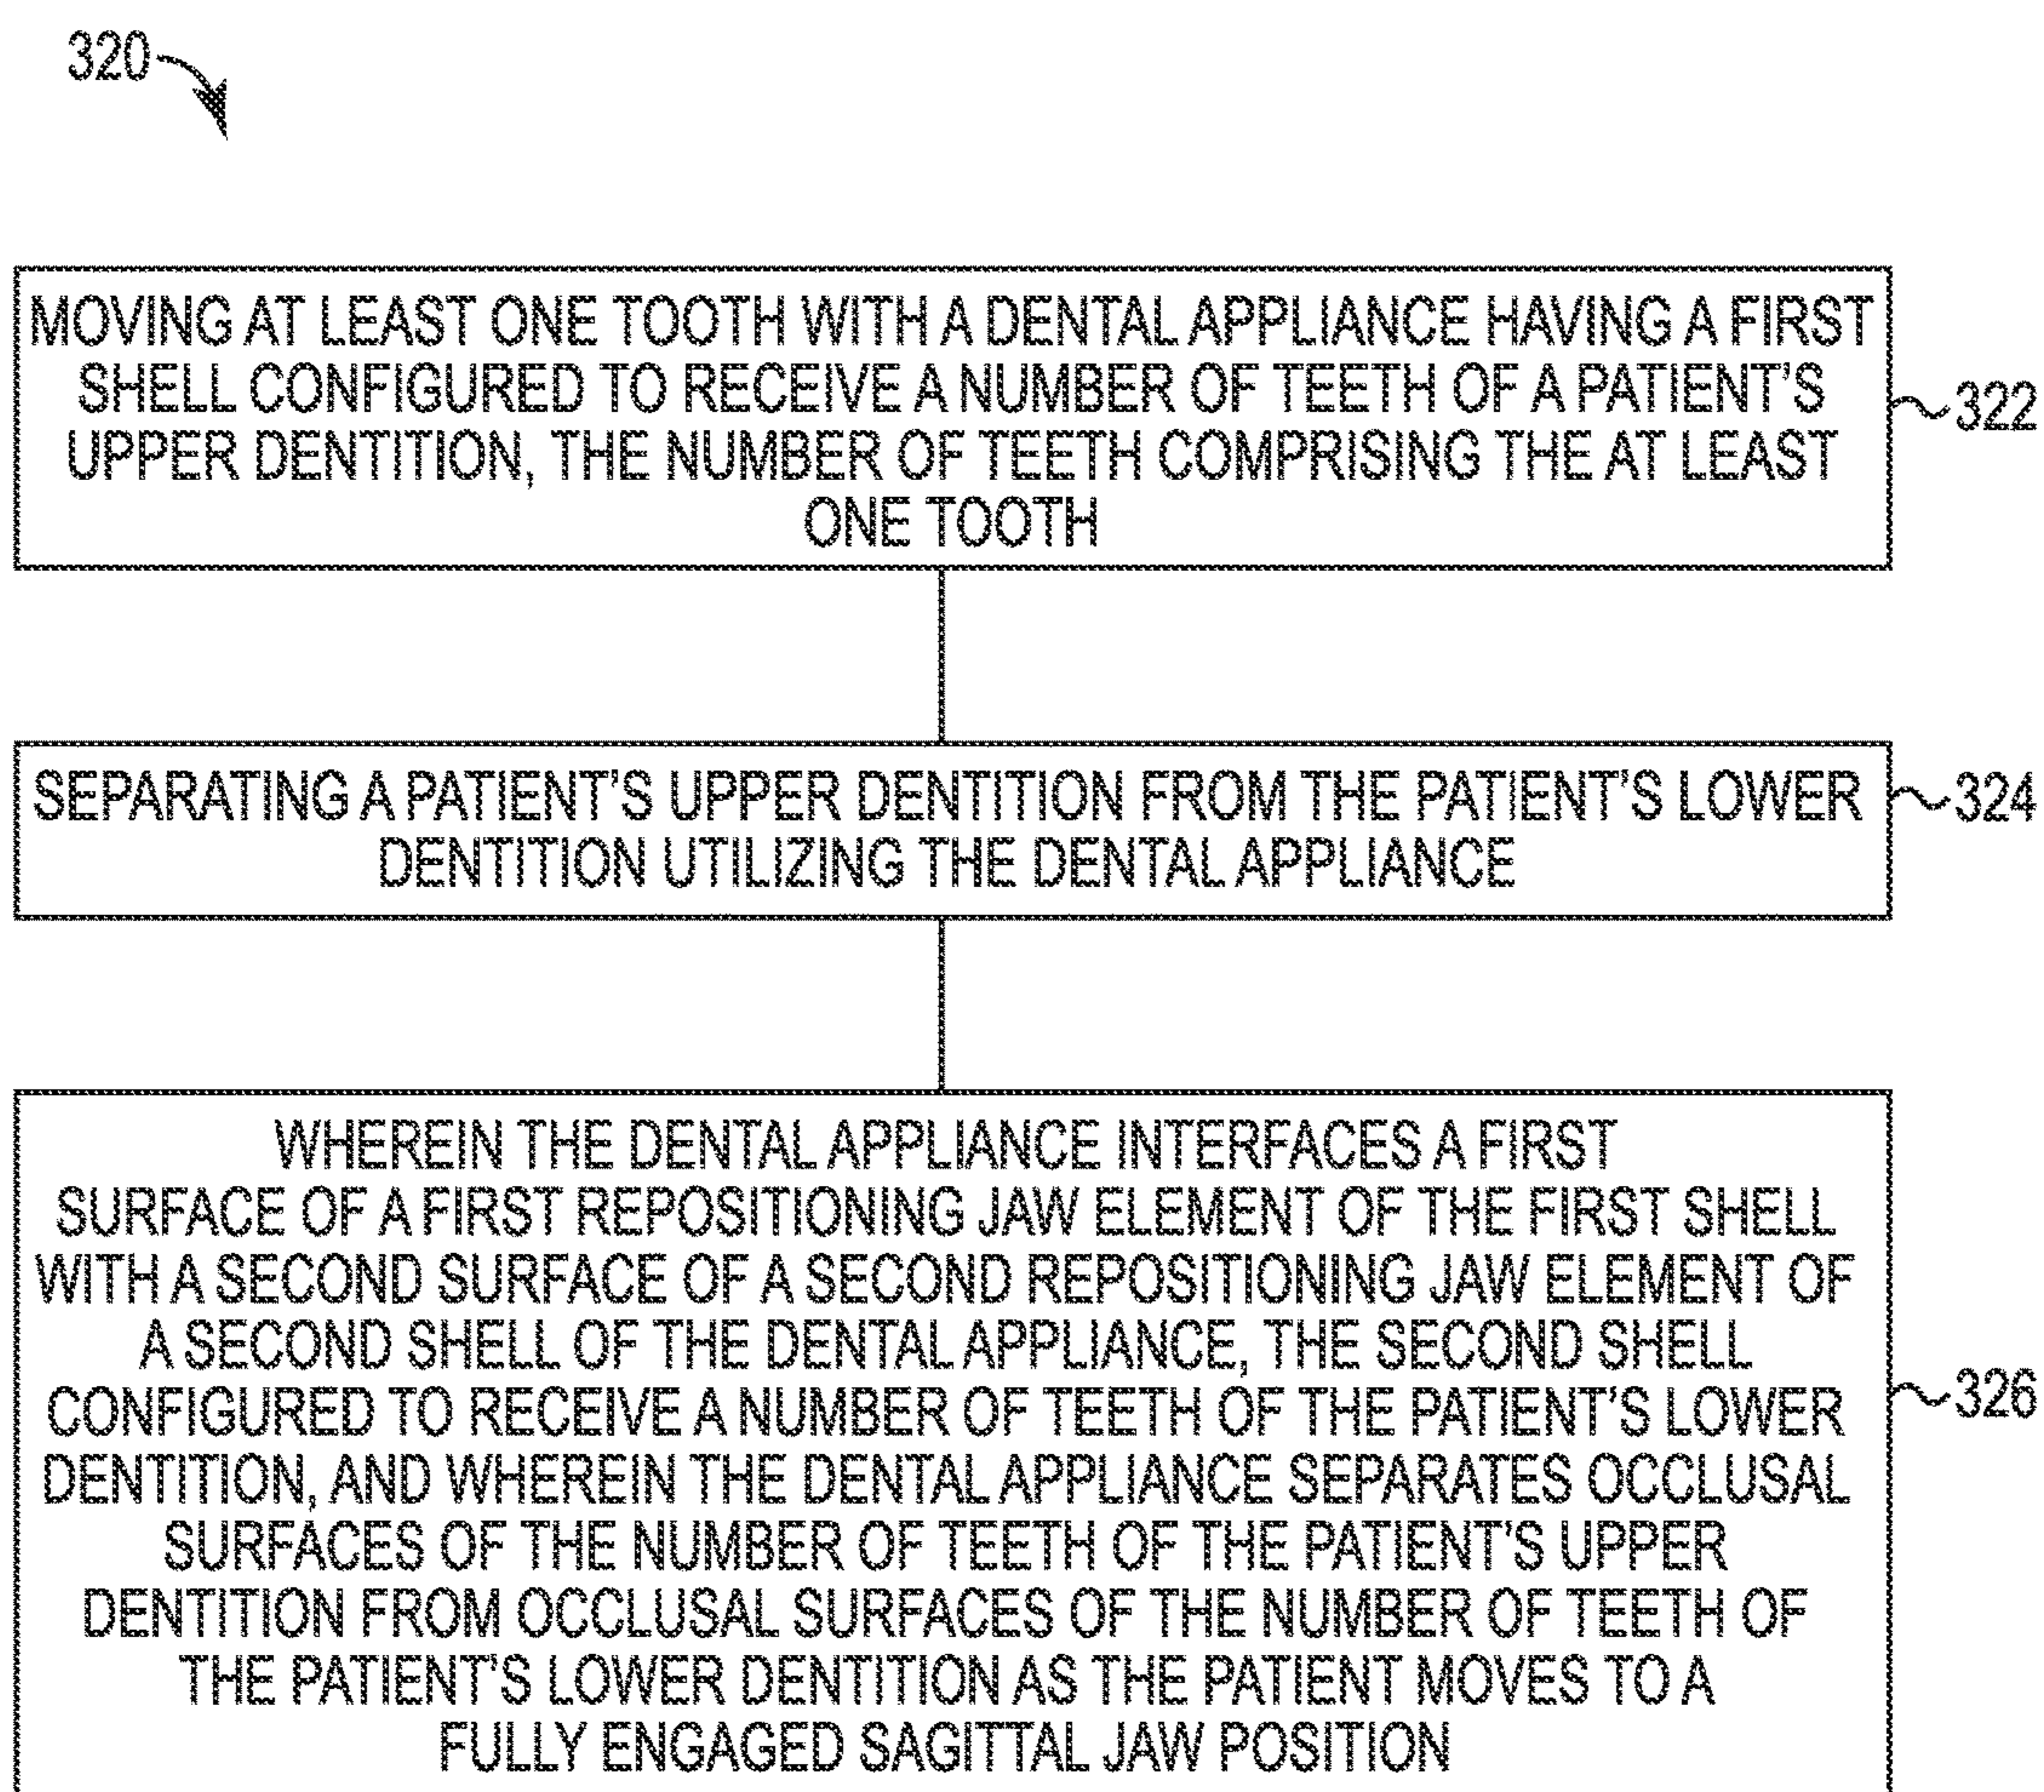 320
MOVING AT LEAST ONE TOOTH WITH A DENTAL APPLIANCE HAVING A FIRST
SHELL CONFIGURED TO RECEIVE A NUMBER OF TEETH OF A PATIENT'S
UPPER DENTITION, THE NUMBER OF TEETH COMPRISING THE AT LEAST
ONE TOOTH
322
SEPARATING A PATIENT'S UPPER DENTITION FROM THE PATIENT'S LOWER
DENTITION UTILIZING THE DENTAL APPLIANCE
324
WHEREIN THE DENTAL APPLIANCE INTERFACES A FIRST
SURFACE OF A FIRST REPOSITIONING JAW ELEMENT OF THE FIRST SHELL
WITH A SECOND SURFACE OF A SECOND REPOSITIONING JAW ELEMENT OF
A SECOND SHELL OF THE DENTAL APPLIANCE, THE SECOND SHELL
CONFIGURED TO RECEIVE A NUMBER OF TEETH OF THE PATIENT'S LOWER
DENTITION, AND WHEREIN THE DENTAL APPLIANCE SEPARATES OCCLUSAL
SURFACES OF THE NUMBER OF TEETH OF THE PATIENT'S UPPER
DENTITION FROM OCCLUSAL SURFACES OF THE NUMBER OF TEETH OF
THE PATIENT'S LOWER DENTITION AS THE PATIENT MOVES TO A
FULLY ENGAGED SAGITTAL JAW POSITION
326